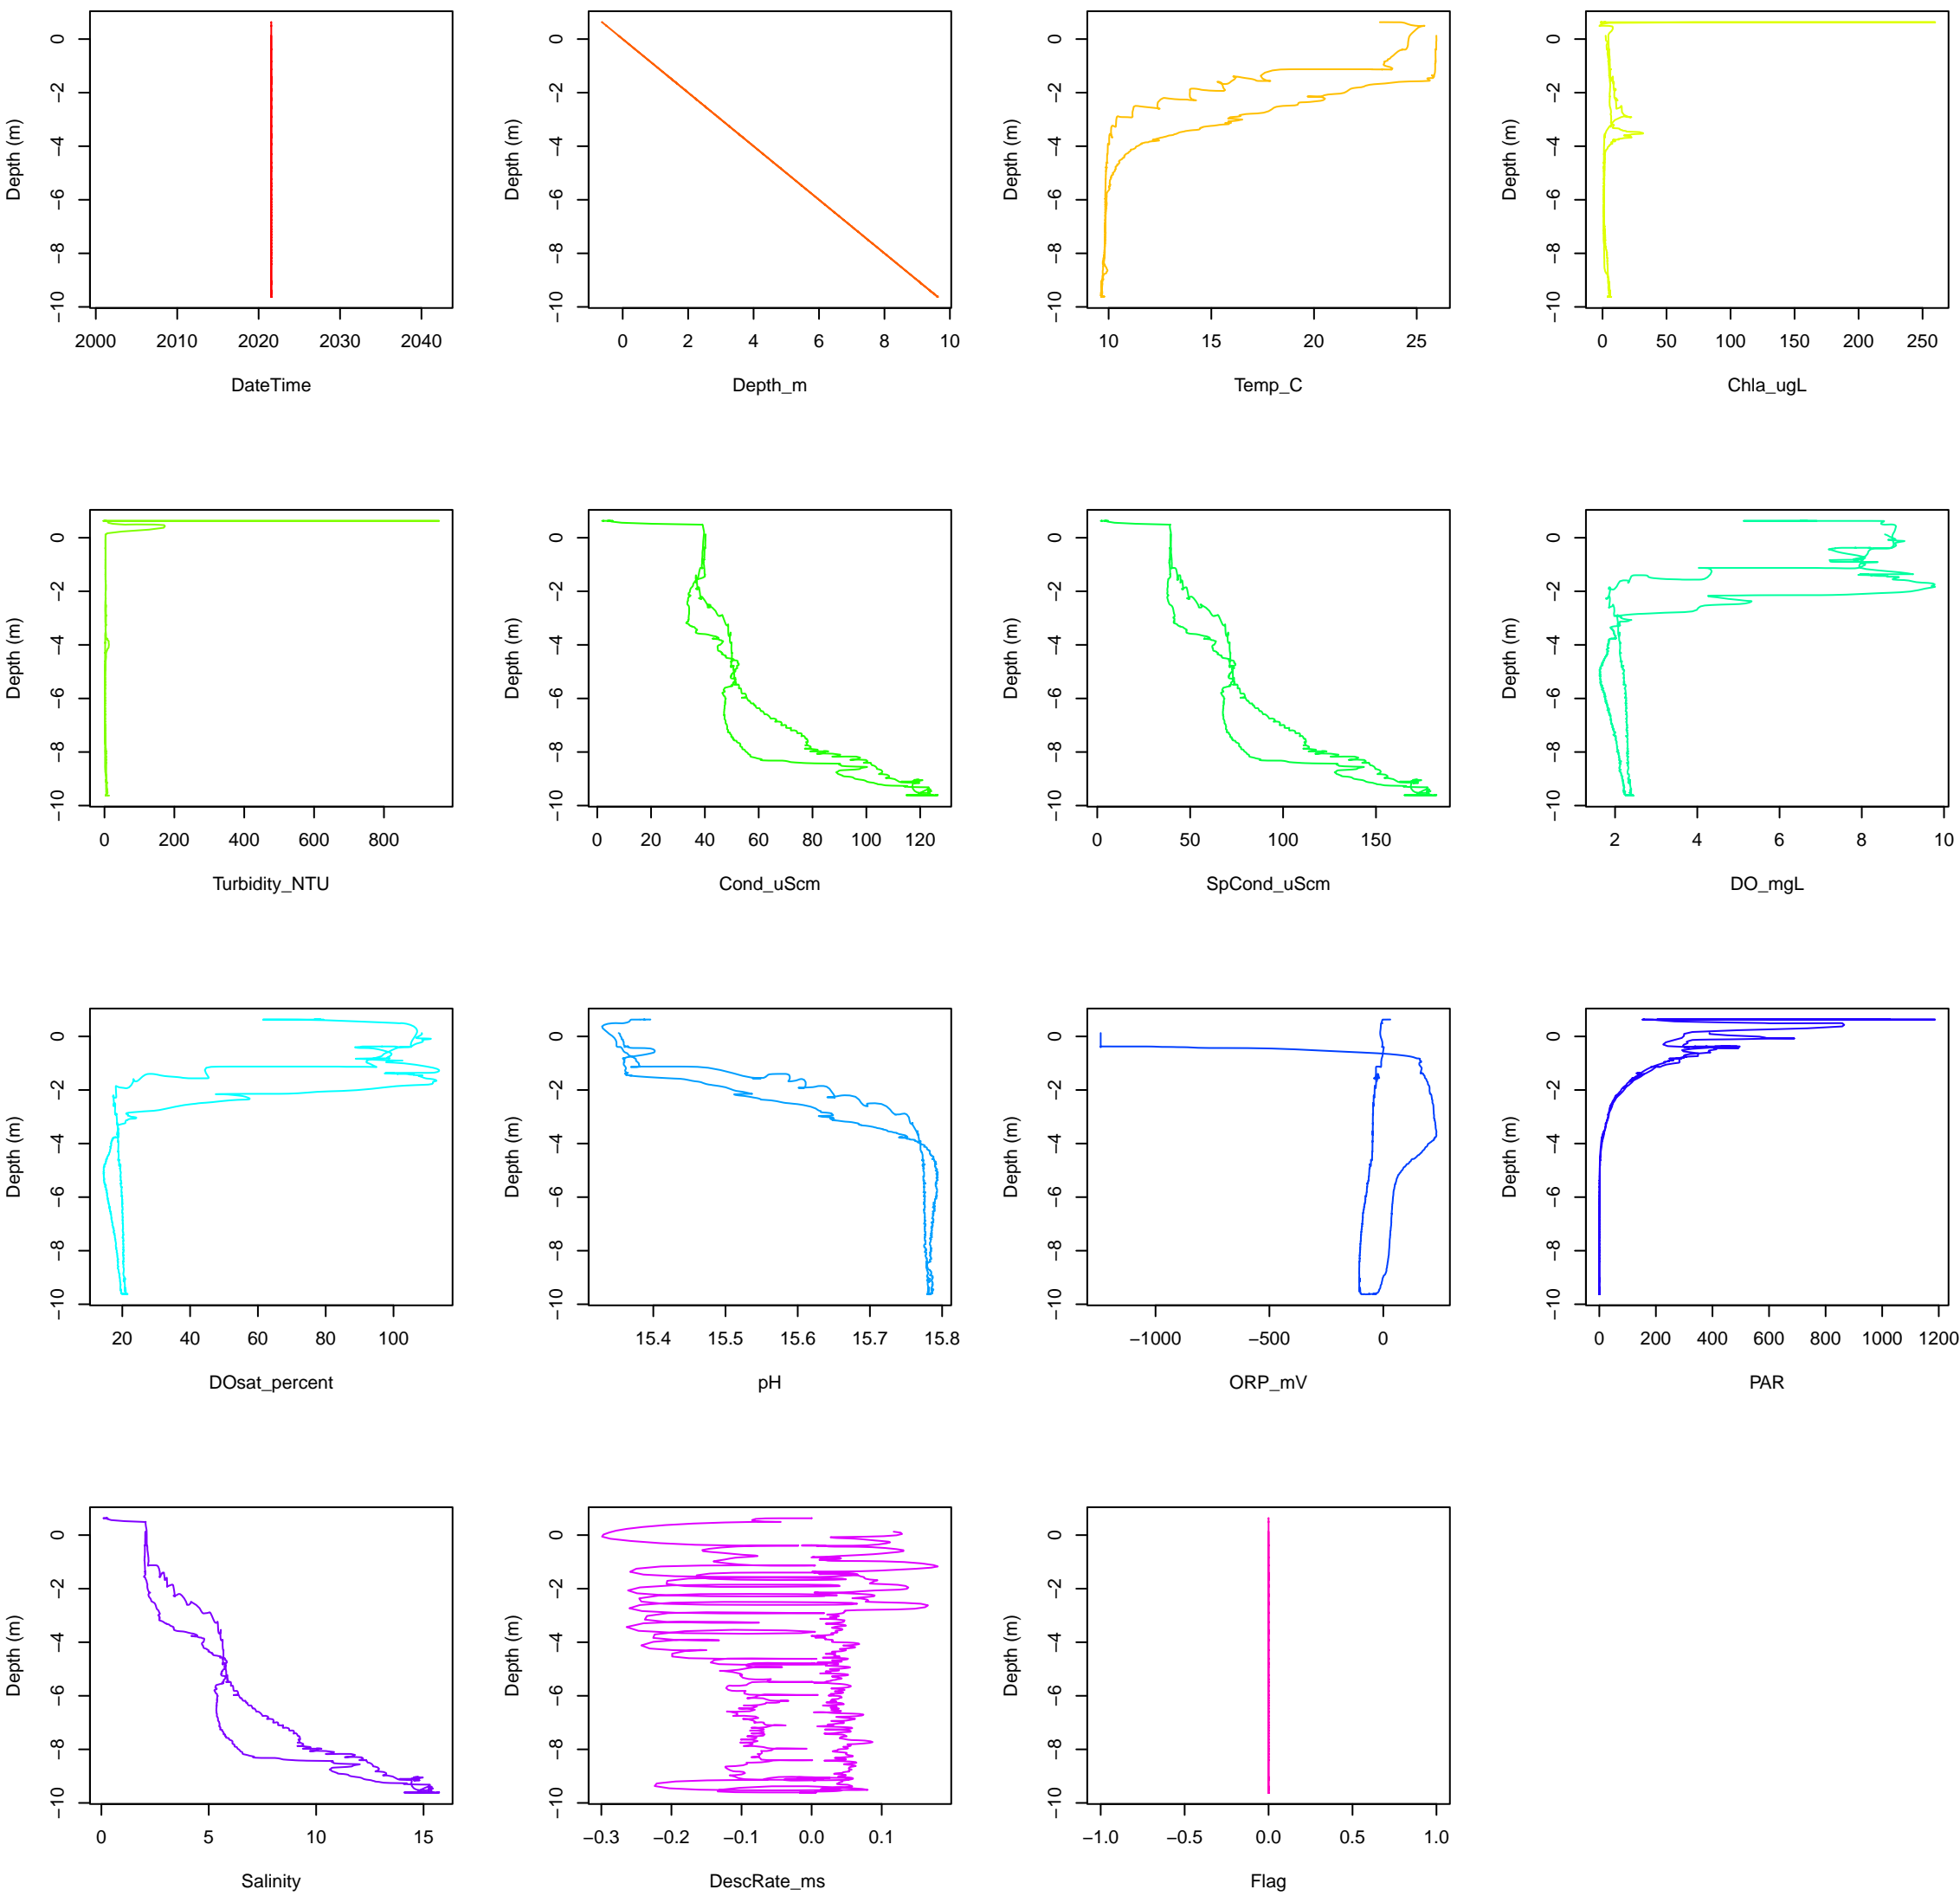 Depth (m)
0
−2
−4
−6
−8
−10
2000 2010 2020 2030 2040
DateTime
Depth (m)
0
−2
−4
−6
−8
−10
0 2 4 6 8 10
Depth_m
Depth (m)
0
−2
−4
−6
−8
−10
10 15 20 25
Temp_C
Depth (m)
0
−2
−4
−6
−8
−10
0 50 100 150 200 250
Chla_ugL
Depth (m)
0
−2
−4
−6
−8
−10
0 200 400 600 800
Turbidity_NTU
Depth (m)
0
−2
−4
−6
−8
−10
0 20 40 60 80 100 120
Cond_uScm
Depth (m)
0
−2
−4
−6
−8
−10
0 50 100 150
SpCond_uScm
Depth (m)
0
−2
−4
−6
−8
−10
2 4 6 8 10
DO_mgL
Depth (m)
0
−2
−4
−6
−8
−10
20 40 60 80 100
DOsat_percent
Depth (m)
0
−2
−4
−6
−8
−10
15.4 15.5 15.6 15.7 15.8
pH
Depth (m)
0
−2
−4
−6
−8
−10
−1000 −500 0
ORP_mV
Depth (m)
0
−2
−4
−6
−8
−10
0 200 400 600 800 1000 1200
PAR
Depth (m)
0
−2
−4
−6
−8
−10
0 5 10 15
Salinity
Depth (m)
0
−2
−4
−6
−8
−10
−0.3 −0.2 −0.1 0.0 0.1
DescRate_ms
Depth (m)
0
−2
−4
−6
−8
−10
−1.0 −0.5 0.0 0.5 1.0
Flag